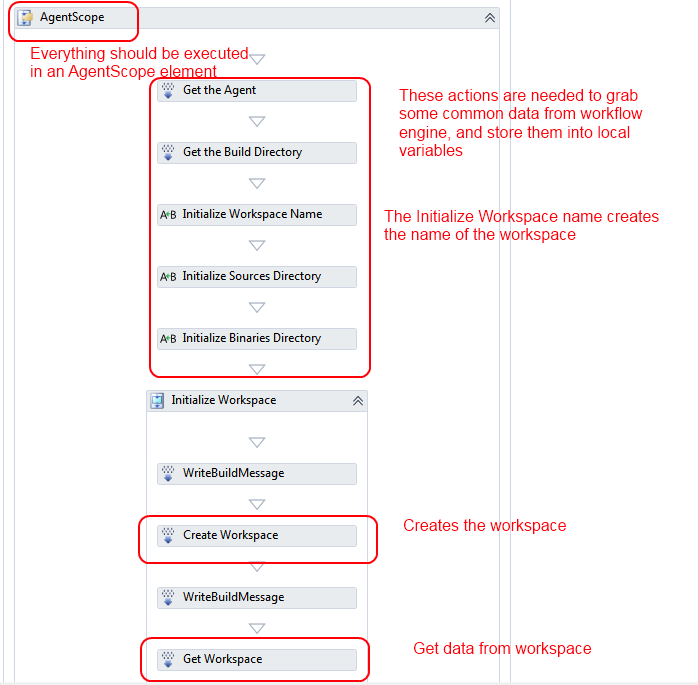 AgentScope
Everything should be executed
in an AgentScope element
Get the Agent
These actions are needed to grab
some common data from workflow
engine, and store them into local
variables
Get the Build Directory
A+B Initialize Workspace Name
The Initialize Workspace name creates
the name of the workspace
A+B Initialize Sources Directory
A+B Initialize Binaries Directory
Initialize Workspace
WriteBuildMessage
Create Workspace
Creates the workspace
WriteBuildMessage
Get Workspace
Get data from workspace